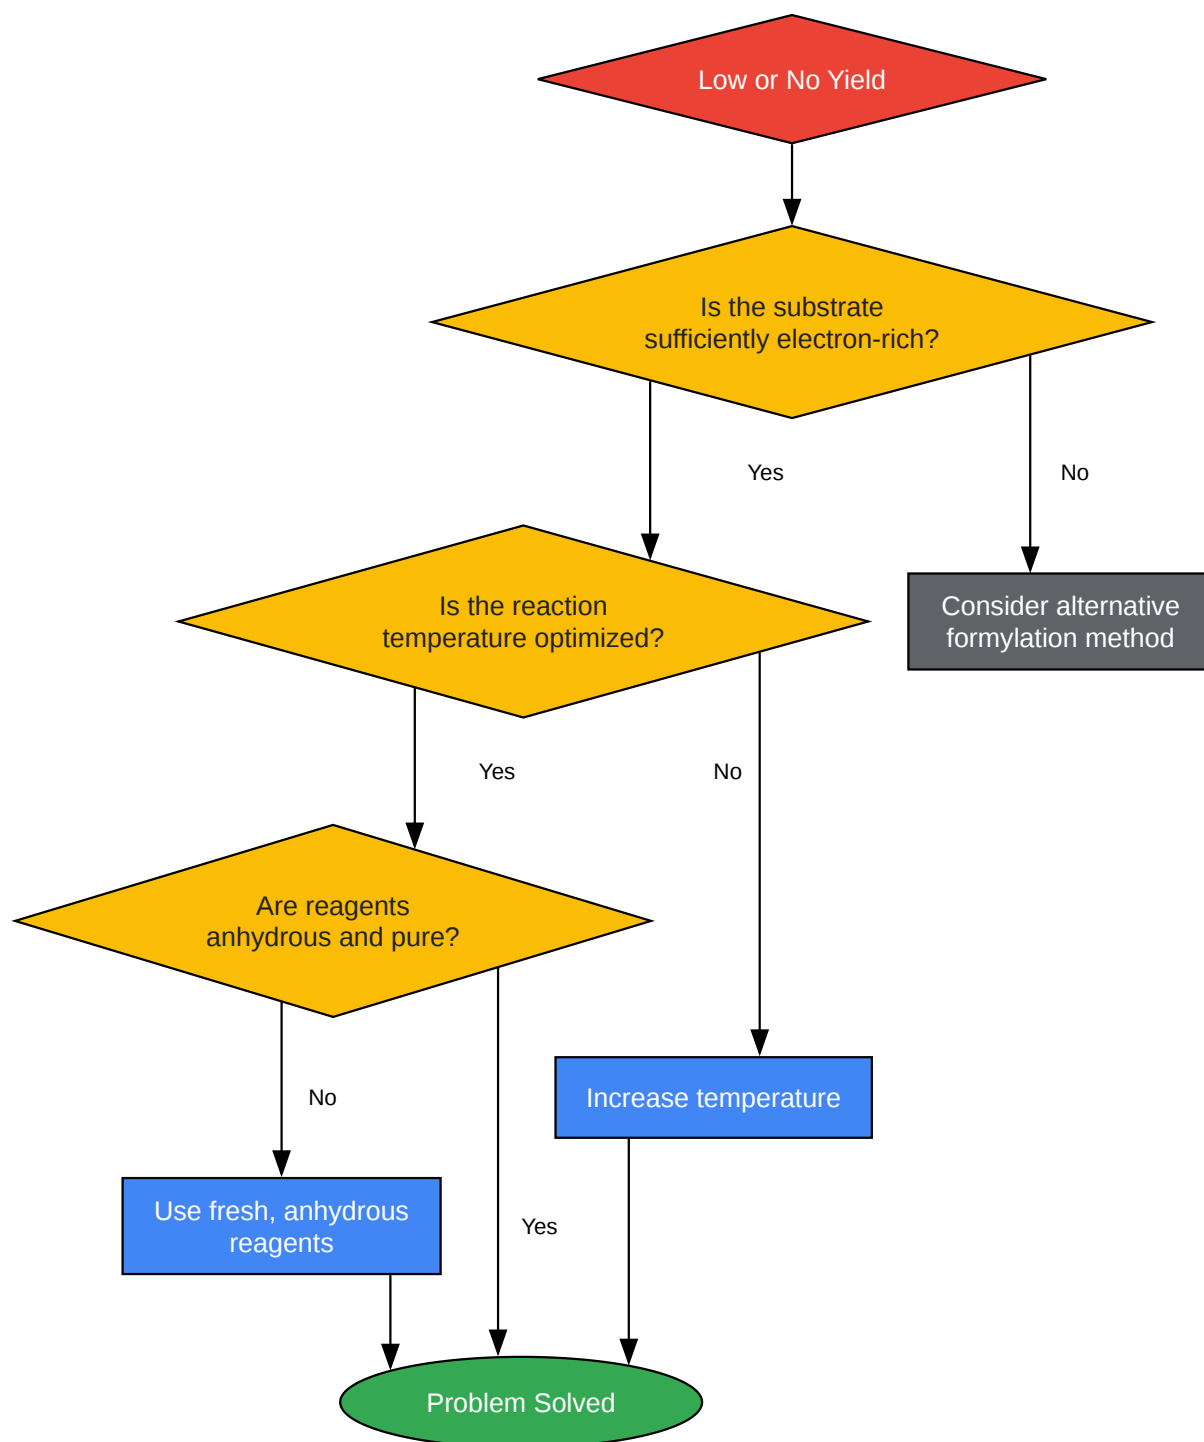 Low or No Yield
Is the substrate
sufficiently electron-rich?
Yes
No
Is the reaction
temperature optimized?
Consider alternative
formylation method
Yes
No
Are reagents
anhydrous and pure?
No
Increase temperature
Use fresh, anhydrous
reagents
Yes
Problem Solved